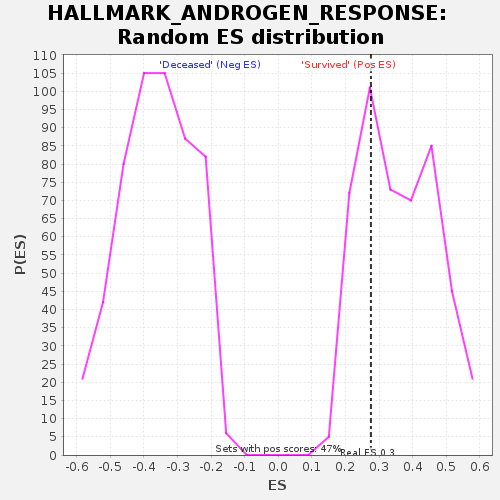 HALLMARK_ANDROGEN_RESPONSE:
Random ES distribution
110
105
100
95
90
85
80
75
70
65
60
55
50
45
40
35
30
25
20
15
10
5
0
P(ES)
'Deceased' (Neg ES)
'Survived' (Pos ES)
Sets with pos scores: 47%
Real ES 0.3
-0.6 -0.5 -0.4 -0.3 -0.2 -0.1 0.0 0.1 0.2 0.3 0.4 0.5 0.6
ES